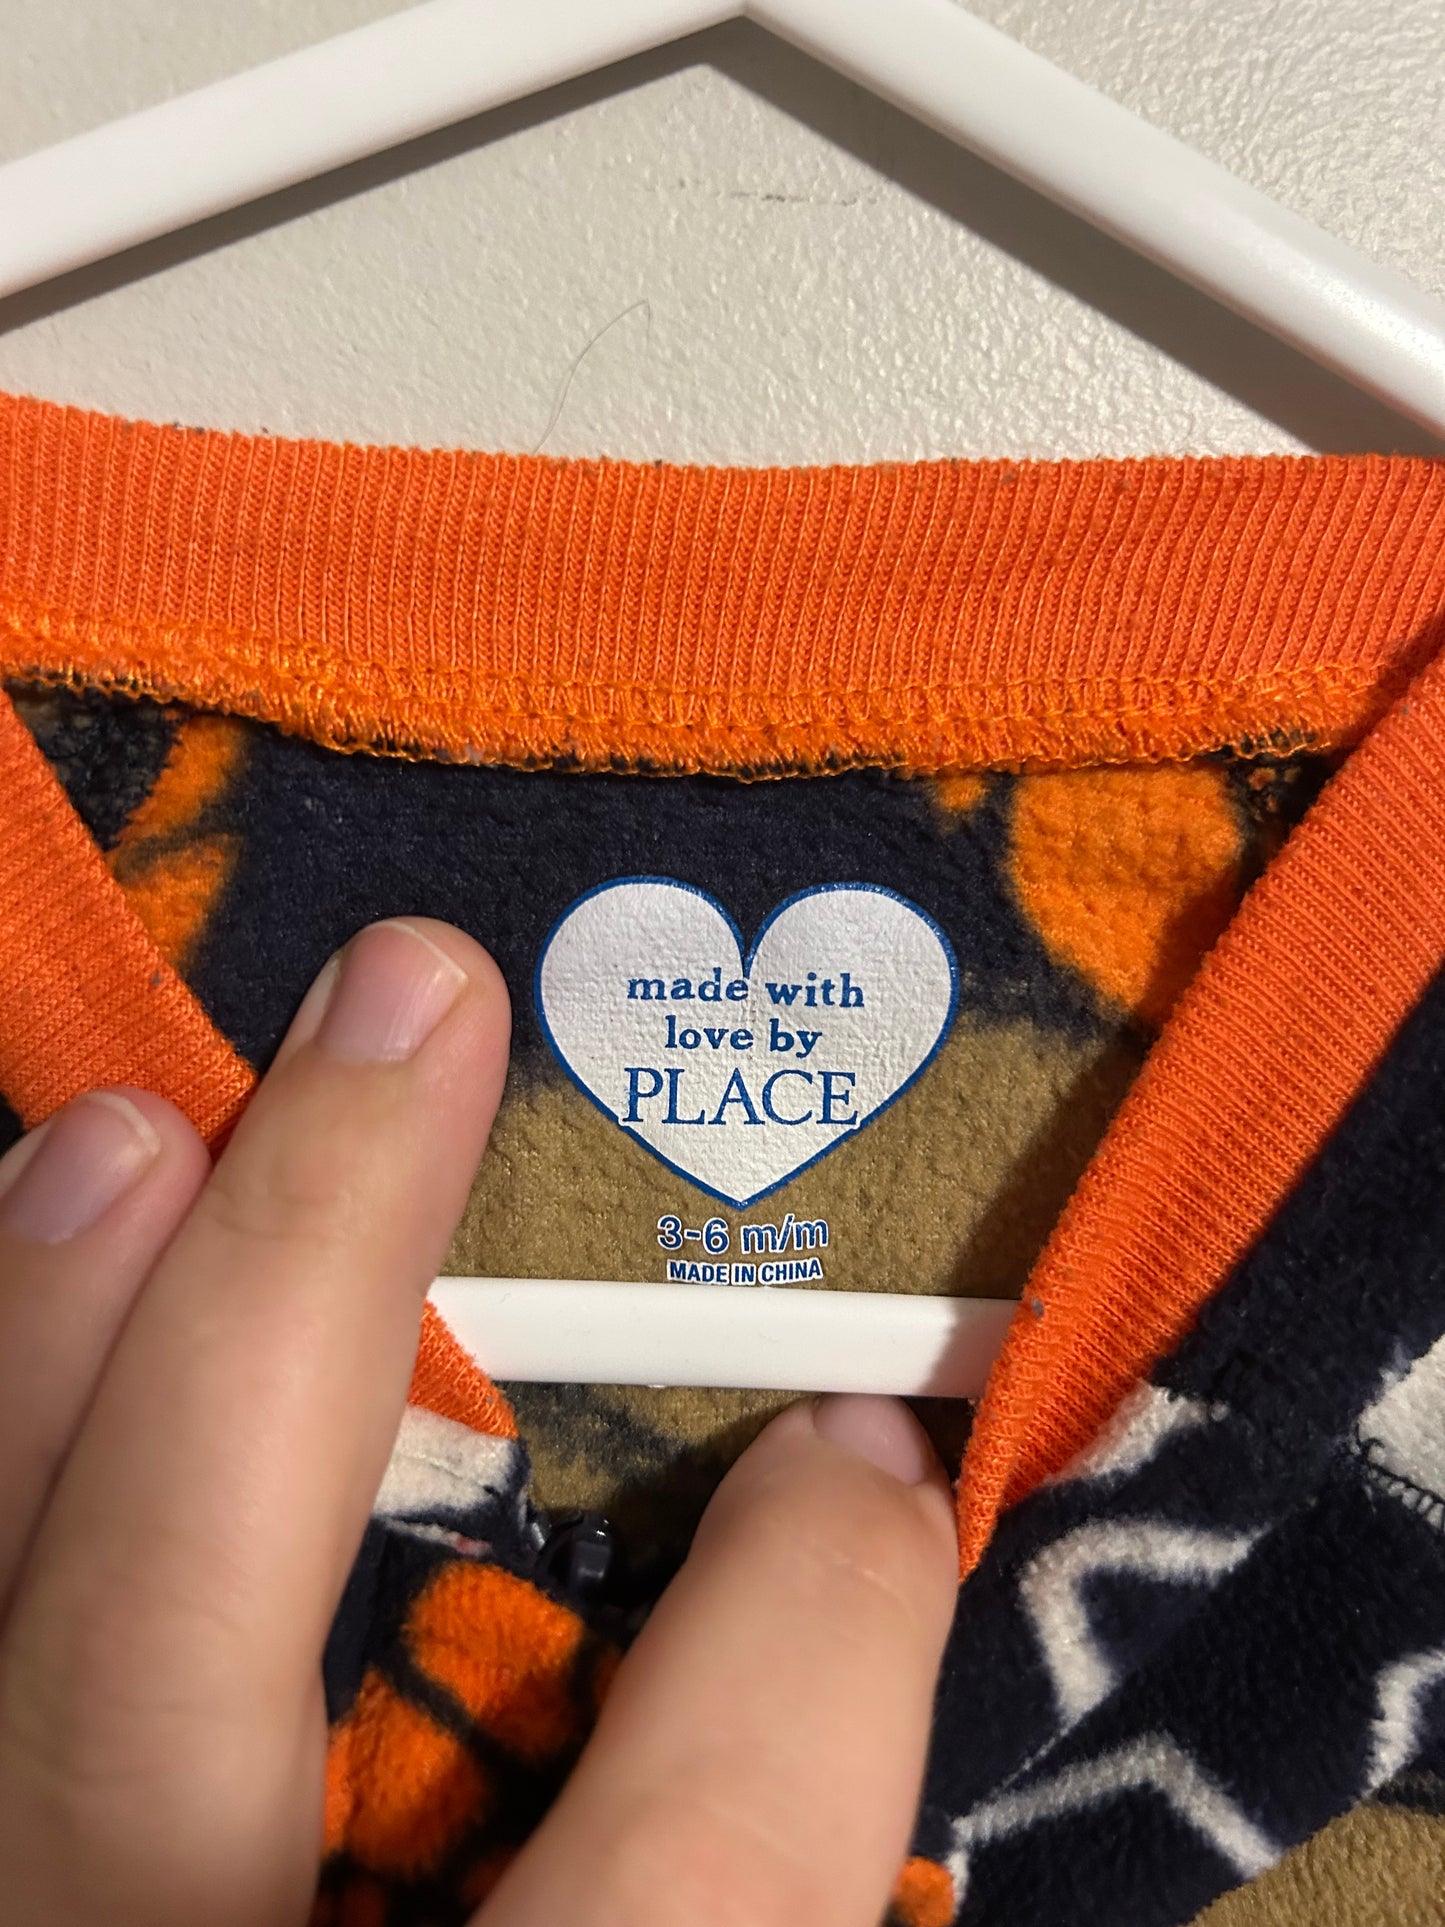 made with
love by
PLACE
3-6 m/m
MADE IN CHINA